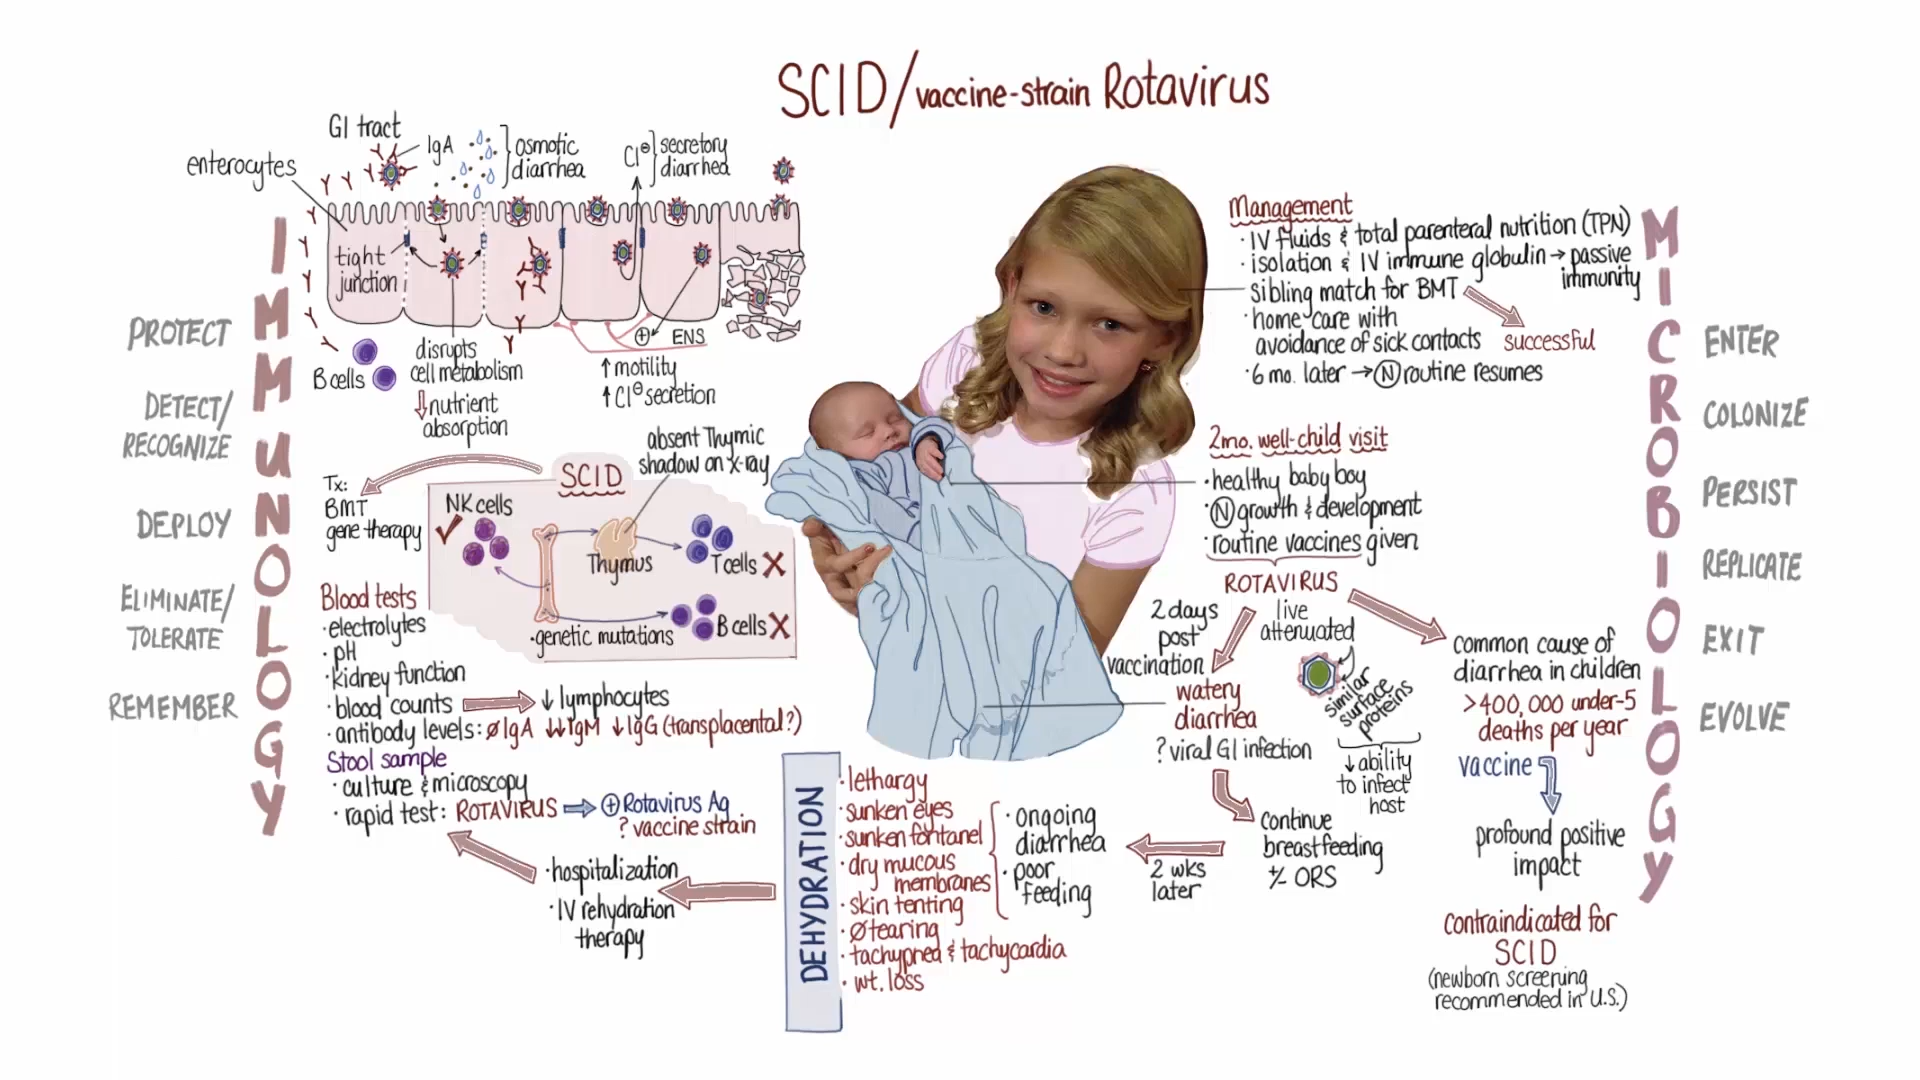 SCID/vaccine-strain Rotavirus
GI tract
enterocytes
IgA
osmotic
diarrhea
Cl⊖
secretory
diarrhea
tight
junction
B cells
disrupts
cell metabolism
⇩nutrient
absorption
⊕
ENS
↑motility
↑Cl⊖ secretion
IMMUNOLOGY
PROTECT
DETECT/
RECOGNIZE
DEPLOY
ELIMINATE/
TOLERATE
REMEMBER
absent Thymic
shadow on x-ray
SCID
Tx:
BMT
gene therapy
NK cells
✓
Thymus
T cells X
B cells X
·genetic mutations
Blood tests
·electrolytes
·pH
·kidney function
·blood counts ⇨ ↓lymphocytes
·antibody levels: ØIgA ↓↓IgM ↓IgG (transplacental?)
Stool sample
·culture & microscopy
·rapid test: ROTAVIRUS ⇨ ⊕Rotavirus Ag
? vaccine strain
·hospitalization
·IV rehydration
therapy
DEHYDRATION
·lethargy
·sunken eyes
·sunken fontanel
·dry mucous
membranes
·skin tenting
·Øtearing
·tachypnea & tachycardia
·wt. loss
·ongoing
diarrhea
·poor
feeding
2 wks
later
continue
breastfeeding
+/- ORS
Management
·IV fluids & total parenteral nutrition (TPN)
·isolation & IV immune globulin → passive
immunity
·sibling match for BMT
successful
·home care with
avoidance of sick contacts
·6 mo. later → Ⓝ routine resumes
2mo. well-child visit
·healthy baby boy
·Ⓝ growth & development
·routine vaccines given
ROTAVIRUS
2 days
post
vaccination
live
attenuated
similar
surface
proteins
↓ability
to infect
host
watery
diarrhea
? viral GI infection
common cause of
diarrhea in children
>400,000 under-5
deaths per year
vaccine
profound positive
impact
contraindicated for
SCID
(newborn screening
recommended in U.S.)
MICROBIOLOGY
ENTER
COLONIZE
PERSIST
REPLICATE
EXIT
EVOLVE